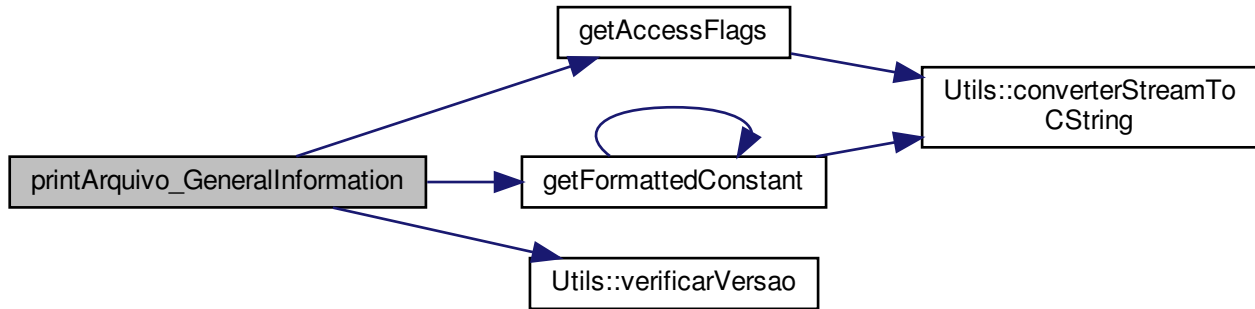 getAccessFlags
Utils::converterStreamTo
CString
printArquivo_GeneralInformation
getFormattedConstant
Utils::verificarVersao